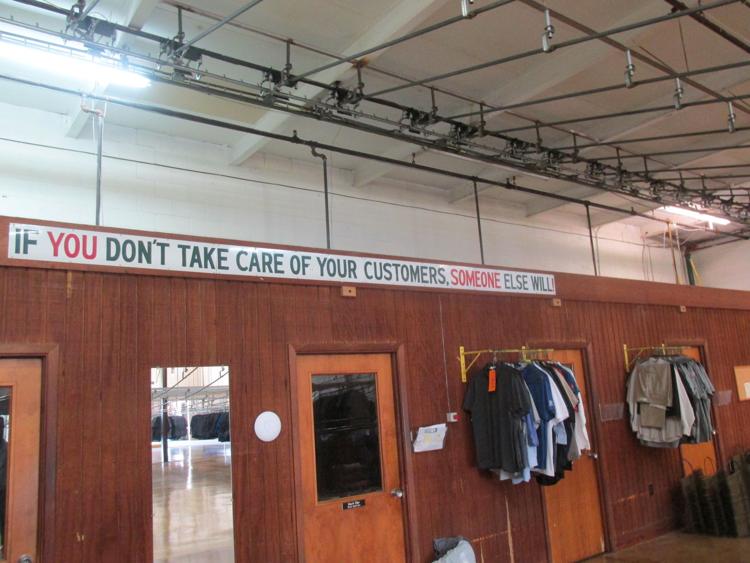 IF YOU DON'T TAKE CARE OF YOUR CUSTOMERS, SOMEONE ELSE WILL!